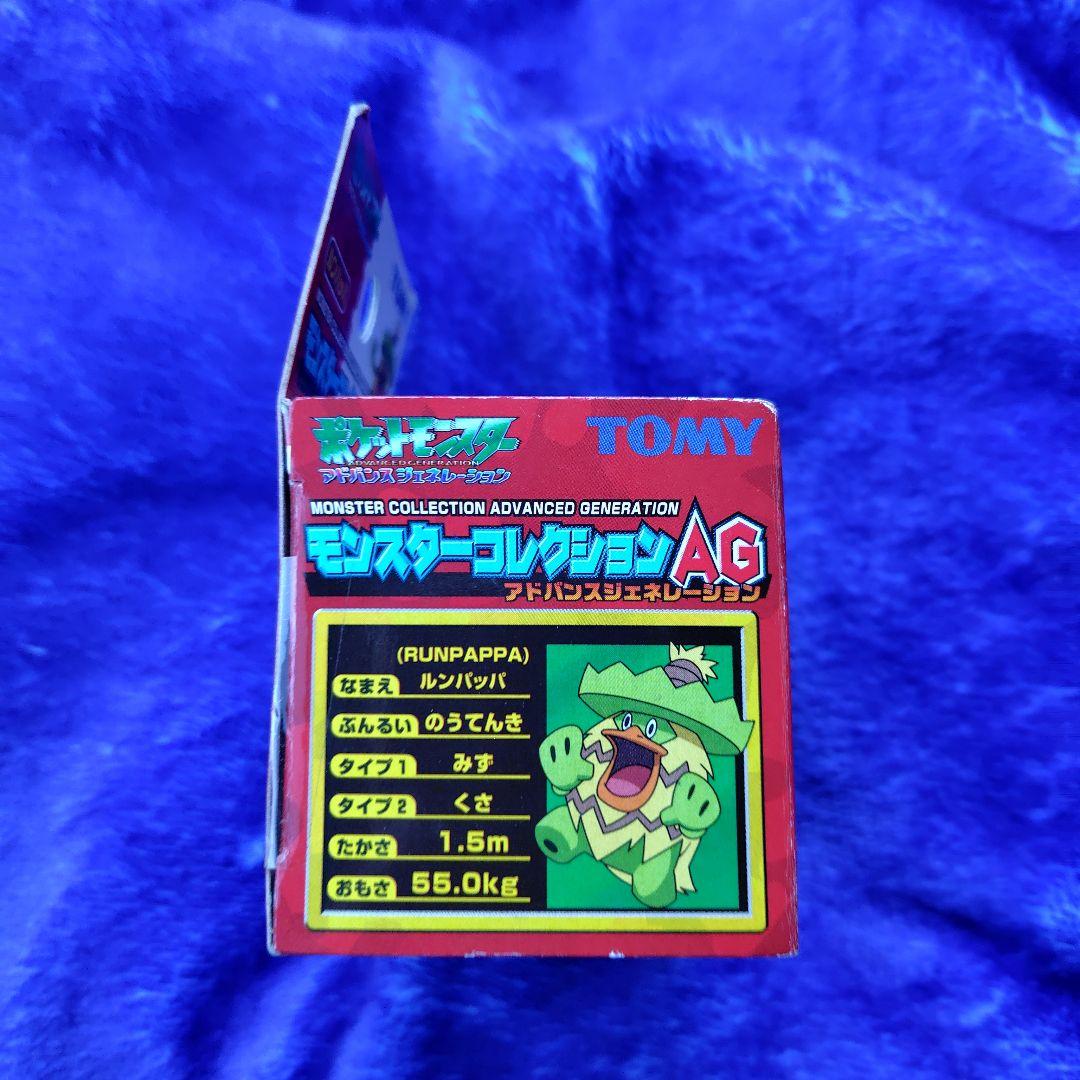 ポケットモンスター
TOMY
ADVANCED GENERATION
アドバンスジェネレーション
MONSTER COLLECTION ADVANCED GENERATION
モンスターコレクションAG
アドバンスジェネレーション
(RUNPAPPA)
なまえ ルンパッパ
ぶんるい のうてんき
タイプ1 みず
タイプ2 くさ
たかさ 1.5m
おもさ 55.0kg